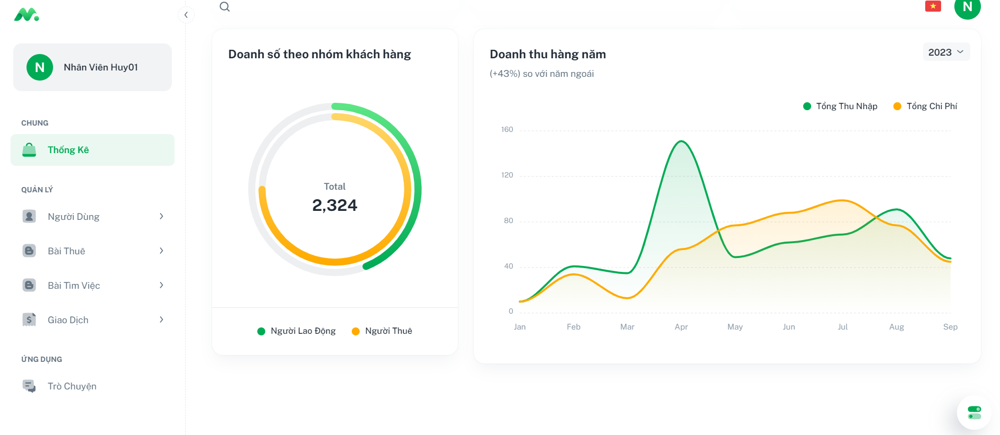 N
Nhân Viên Huy01
CHUNG
Thống Kê
QUẢN LÝ
Người Dùng
Bài Thuê
Bài Tìm Việc
Giao Dịch
ỨNG DỤNG
Trò Chuyện
N
Doanh số theo nhóm khách hàng
Total
2,324
Người Lao Động
Người Thuê
Doanh thu hàng năm
2023
(+43%) so với năm ngoái
Tổng Thu Nhập
Tổng Chi Phí
160
120
80
40
0
Jan Feb Mar Apr May Jun Jul Aug Sep